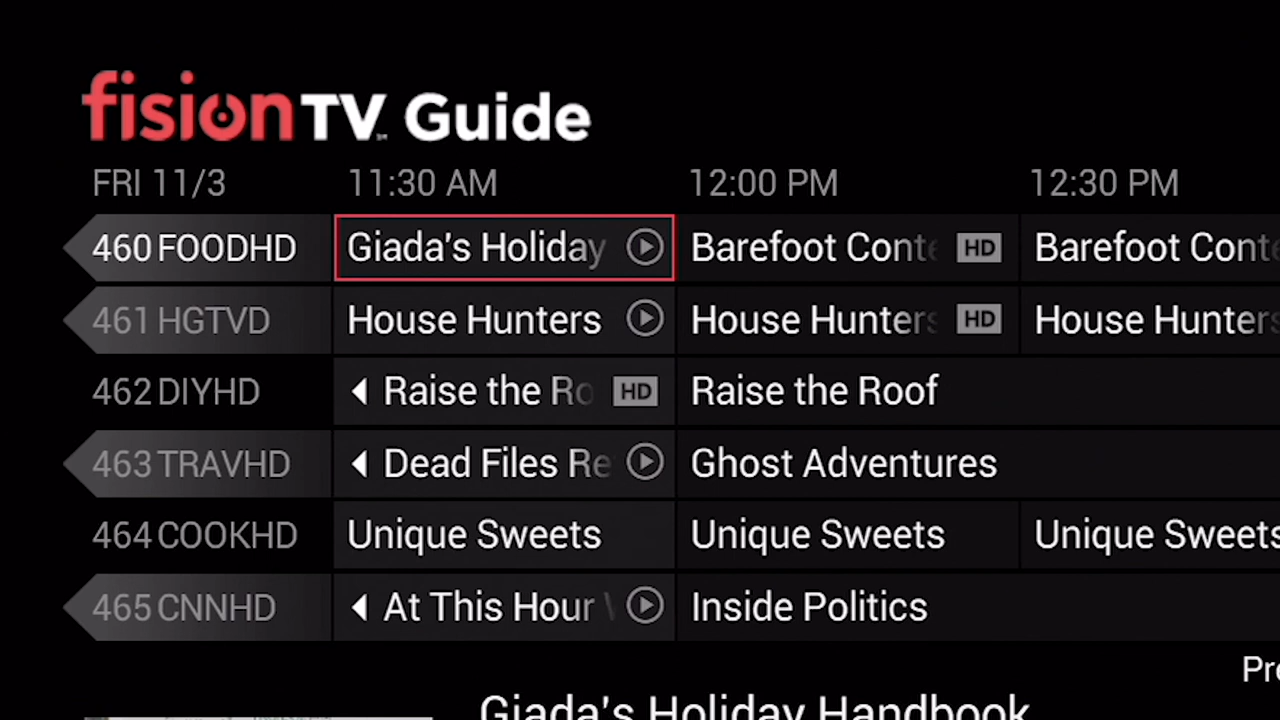 fision TV Guide
FRI 11/3 11:30 AM 12:00 PM 12:30 PM
460 FOODHD Giada's Holiday Barefoot Conte HD Barefoot Conte
461 HGTVD House Hunters House Hunters HD House Hunters
462 DIYHD Raise the Ro HD Raise the Roof
463 TRAVHD Dead Files Re Ghost Adventures
464 COOKHD Unique Sweets Unique Sweets Unique Sweets
465 CNNHD At This Hour Inside Politics
Pre
Giada's Holiday Handbook